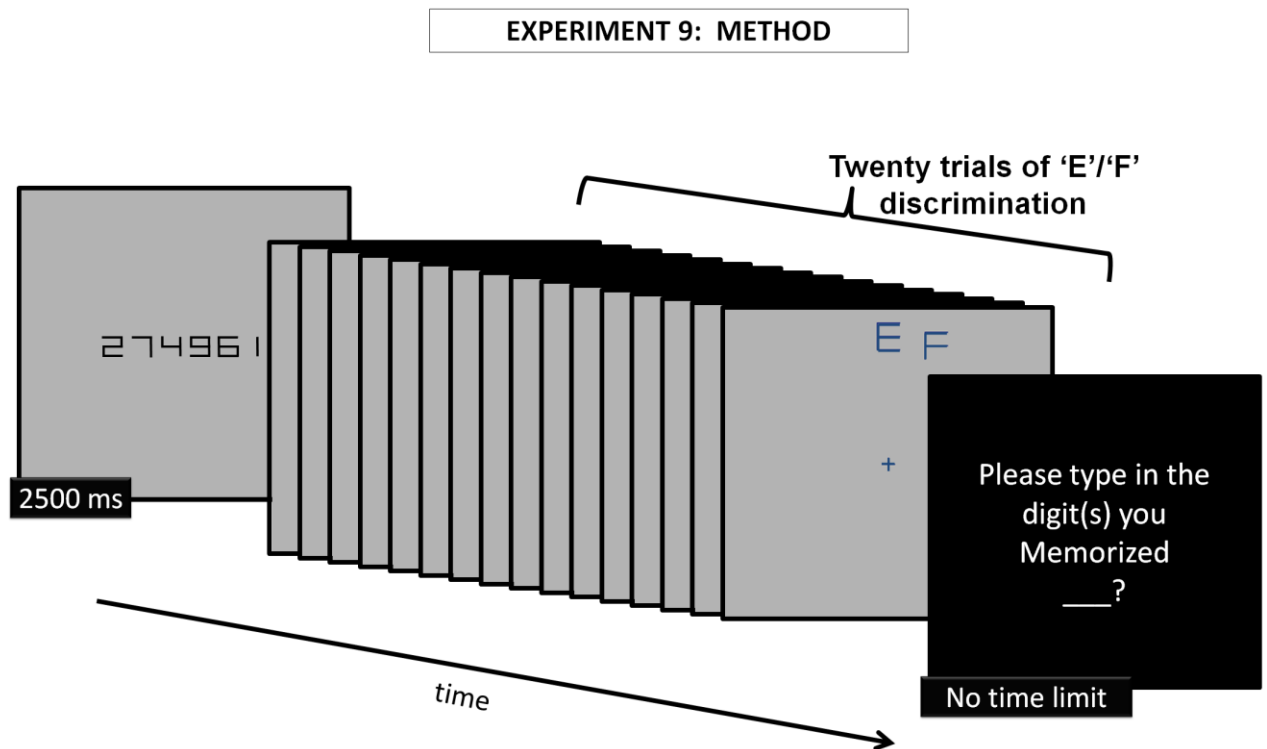 EXPERIMENT 9: METHOD
Twenty trials of ‘E’/‘F’
discrimination
274961
2500 ms
E F
+
Please type in the
digit(s) you
Memorized
___?
No time limit
time